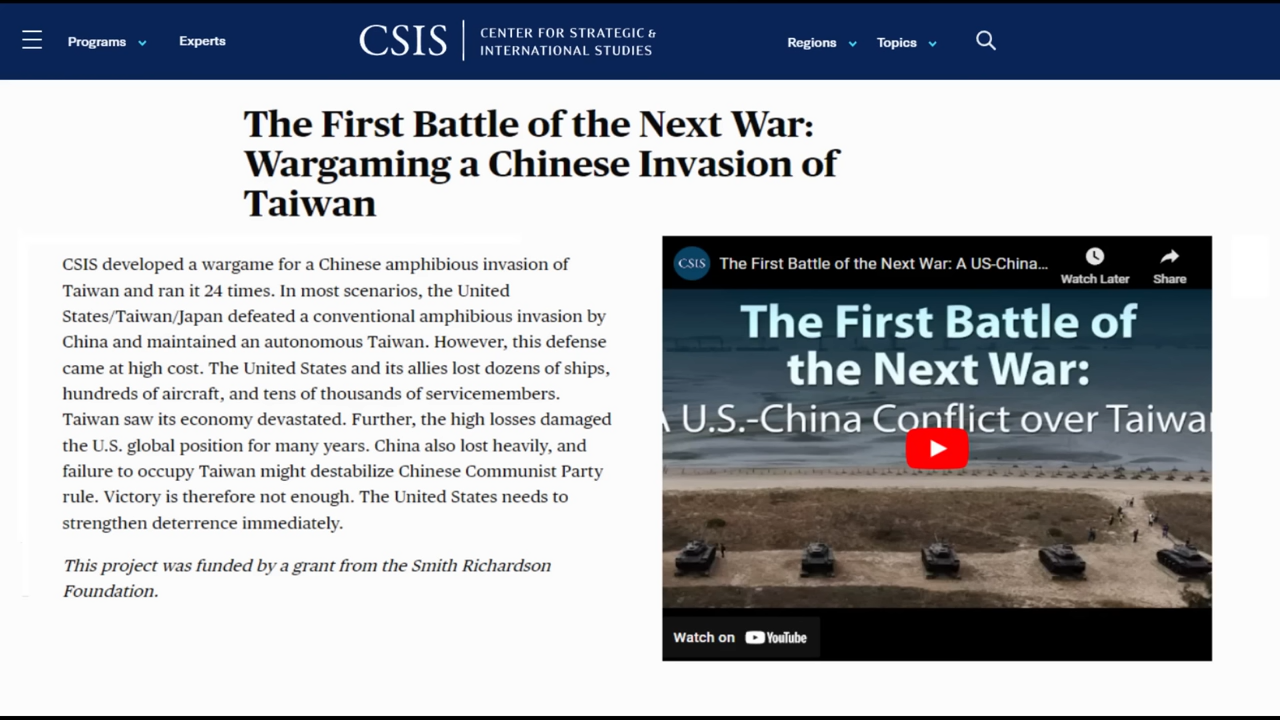 Programs
Experts
CSIS
CENTER FOR STRATEGIC &
INTERNATIONAL STUDIES
Regions
Topics
The First Battle of the Next War:
Wargaming a Chinese Invasion of
Taiwan
CSIS developed a wargame for a Chinese amphibious invasion of
Taiwan and ran it 24 times. In most scenarios, the United
States/Taiwan/Japan defeated a conventional amphibious invasion by
China and maintained an autonomous Taiwan. However, this defense
came at high cost. The United States and its allies lost dozens of ships,
hundreds of aircraft, and tens of thousands of servicemembers.
Taiwan saw its economy devastated. Further, the high losses damaged
the U.S. global position for many years. China also lost heavily, and
failure to occupy Taiwan might destabilize Chinese Communist Party
rule. Victory is therefore not enough. The United States needs to
strengthen deterrence immediately.
This project was funded by a grant from the Smith Richardson
Foundation.
CSIS
The First Battle of the Next War: A US-China...
Watch Later
Share
The First Battle of
the Next War:
A U.S.-China Conflict over Taiwa
Watch on YouTube